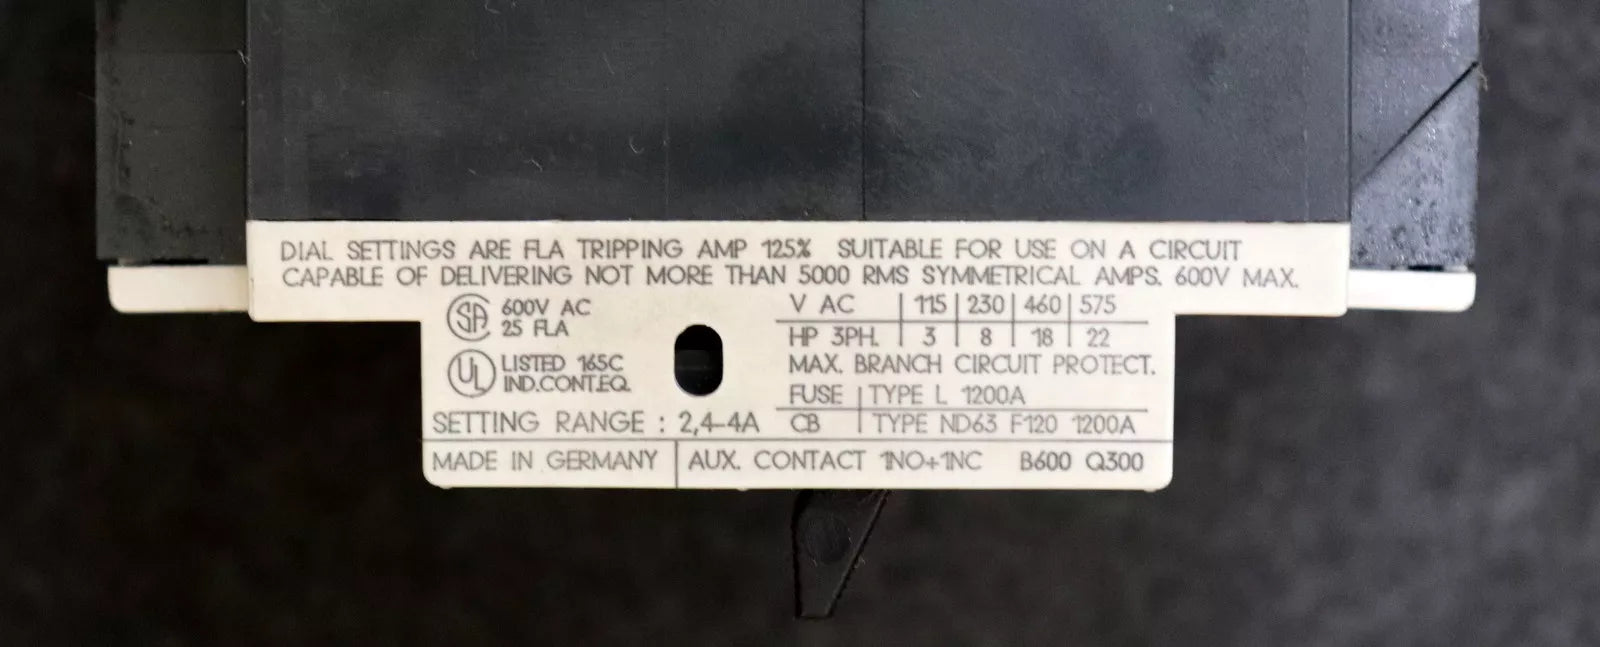 DIAL SETTINGS ARE FLA TRIPPING AMP 125% SUITABLE FOR USE ON A CIRCUIT
CAPABLE OF DELIVERING NOT MORE THAN 5000 RMS SYMMETRICAL AMPS. 600V MAX.
SA 600V AC
25 FLA
UL LISTED 165C
IND.CONT.EQ.
SETTING RANGE : 2,4-4A
V AC 115 230 460 575
HP 3PH. 3 8 18 22
MAX. BRANCH CIRCUIT PROTECT.
FUSE TYPE L 1200A
CB TYPE ND63 F120 1200A
MADE IN GERMANY AUX. CONTACT 1NO+1NC B600 Q300